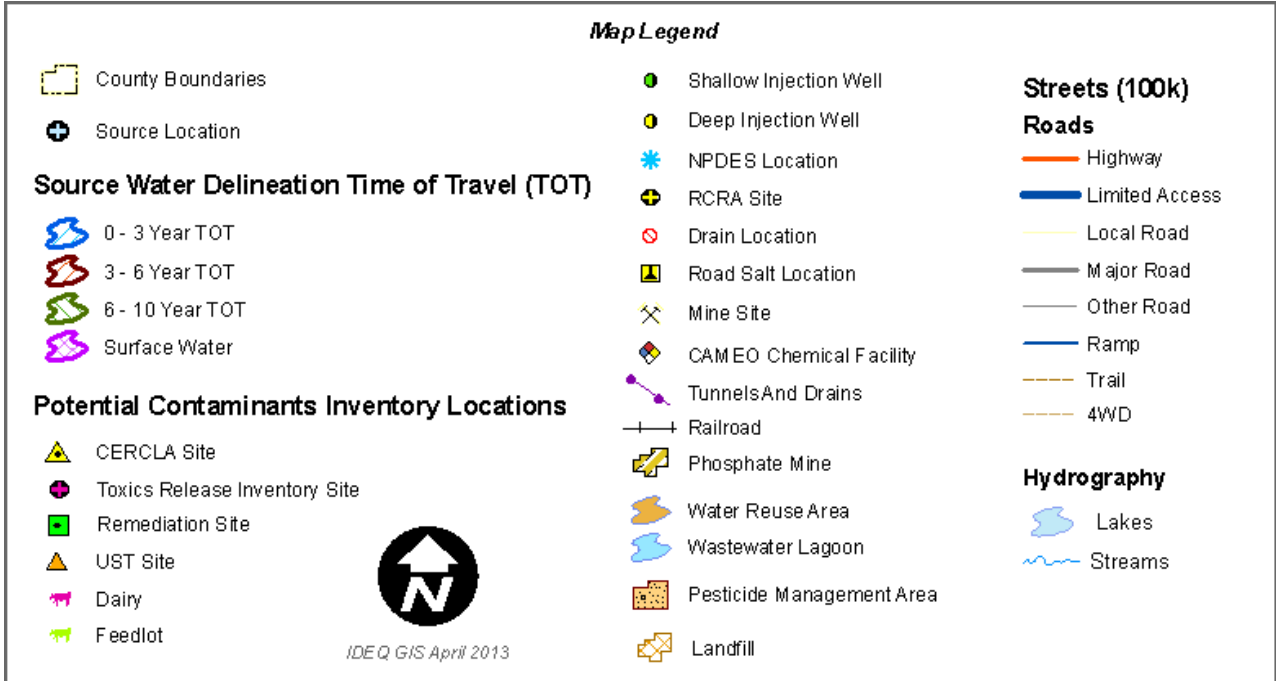 Map Legend
County Boundaries
Source Location
Source Water Delineation Time of Travel (TOT)
0 - 3 Year TOT
3 - 6 Year TOT
6 - 10 Year TOT
Surface Water
Potential Contaminants Inventory Locations
CERCLA Site
Toxics Release Inventory Site
Remediation Site
UST Site
Dairy
Feedlot
N
IDEQ GIS April 2013
Shallow Injection Well
Deep Injection Well
NPDES Location
RCRA Site
Drain Location
Road Salt Location
Mine Site
CAMEO Chemical Facility
Tunnels And Drains
Railroad
Phosphate Mine
Water Reuse Area
Wastewater Lagoon
Pesticide Management Area
Landfill
Streets (100k)
Roads
Highway
Limited Access
Local Road
Major Road
Other Road
Ramp
Trail
4WD
Hydrography
Lakes
Streams